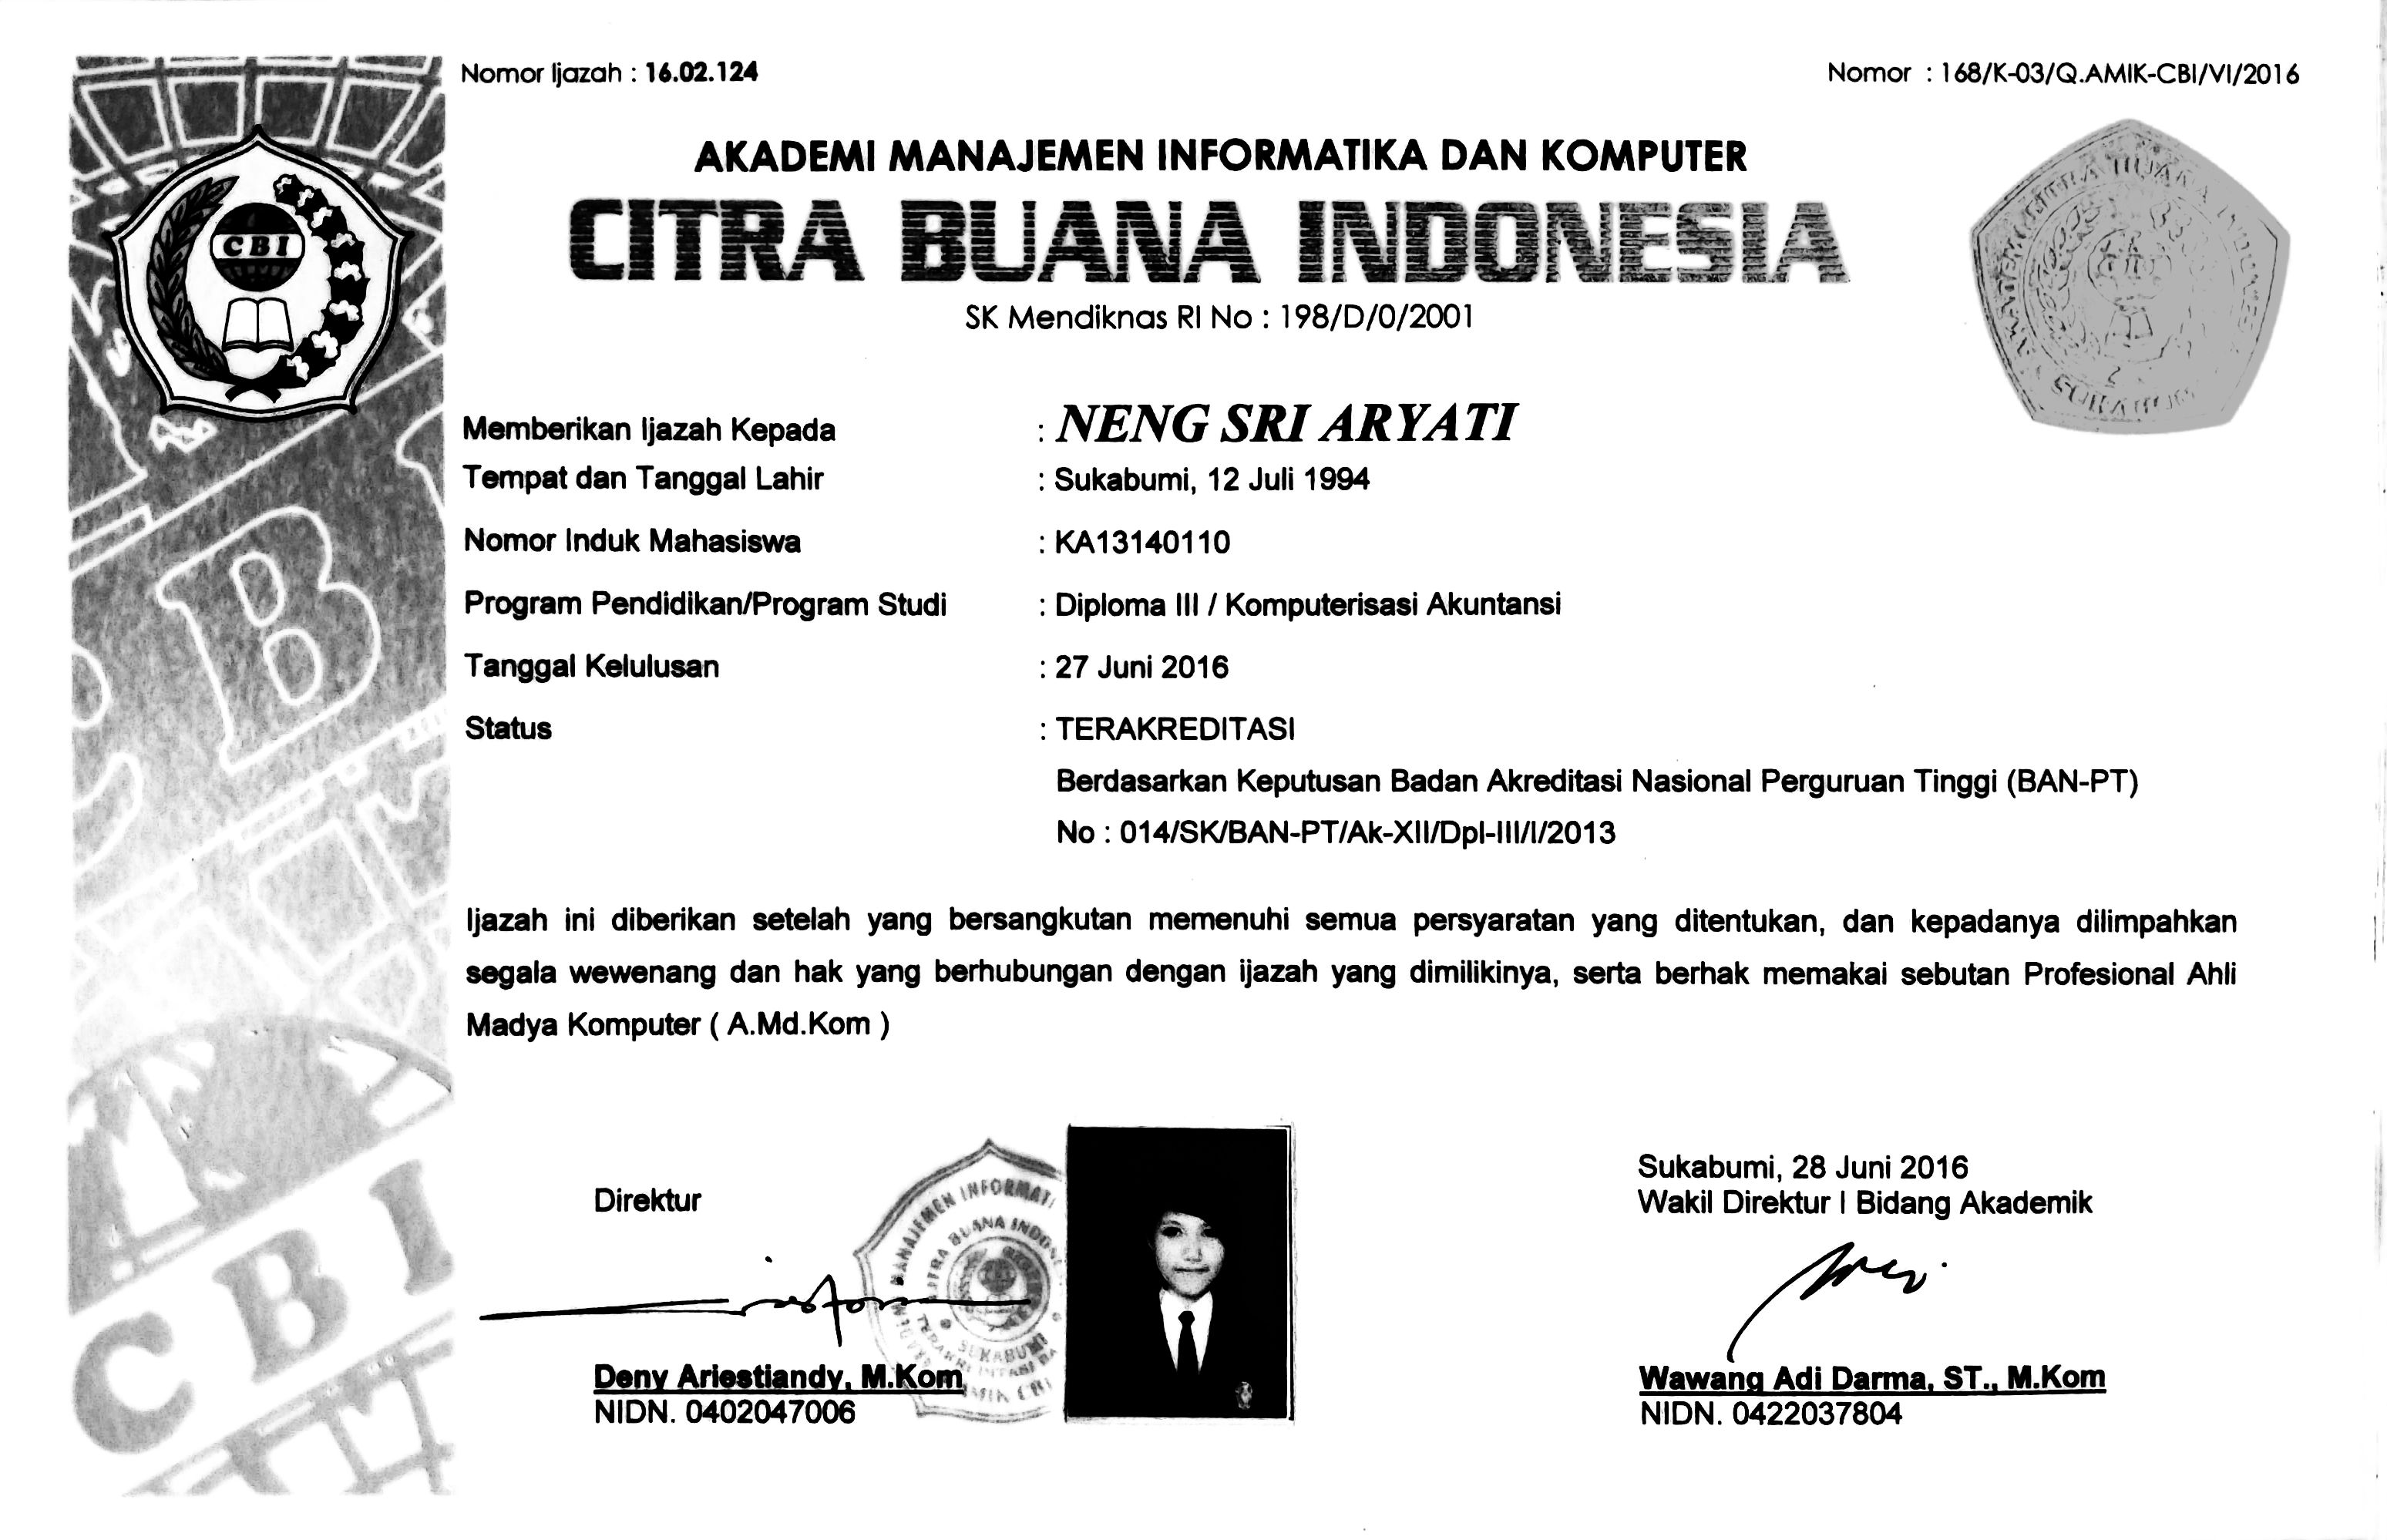 Nomor Ijazah : 16.02.124
Nomor : 168/K-03/Q.AMIK-CBI/VI/2016
CBI
AKADEMI MANAJEMEN INFORMATIKA DAN KOMPUTER
CITRA BUANA INDONESIA
SK Mendiknas RI No : 198/D/0/2001
Memberikan Ijazah Kepada : NENG SRI ARYATI
Tempat dan Tanggal Lahir : Sukabumi, 12 Juli 1994
Nomor Induk Mahasiswa : KA13140110
Program Pendidikan/Program Studi : Diploma III / Komputerisasi Akuntansi
Tanggal Kelulusan : 27 Juni 2016
Status : TERAKREDITASI
Berdasarkan Keputusan Badan Akreditasi Nasional Perguruan Tinggi (BAN-PT)
No : 014/SK/BAN-PT/Ak-XII/Dpl-III/I/2013
Ijazah ini diberikan setelah yang bersangkutan memenuhi semua persyaratan yang ditentukan, dan kepadanya dilimpahkan
segala wewenang dan hak yang berhubungan dengan ijazah yang dimilikinya, serta berhak memakai sebutan Profesional Ahli
Madya Komputer ( A.Md.Kom )
Sukabumi, 28 Juni 2016
Direktur
Wakil Direktur I Bidang Akademik
MANAJEMEN INFORMATI
CITRA BUANA INDONE
SUKABUMI
Deny Ariestiandy, M.Kom
NIDN. 0402047006
Wawang Adi Darma, ST., M.Kom
NIDN. 0422037804
CBI